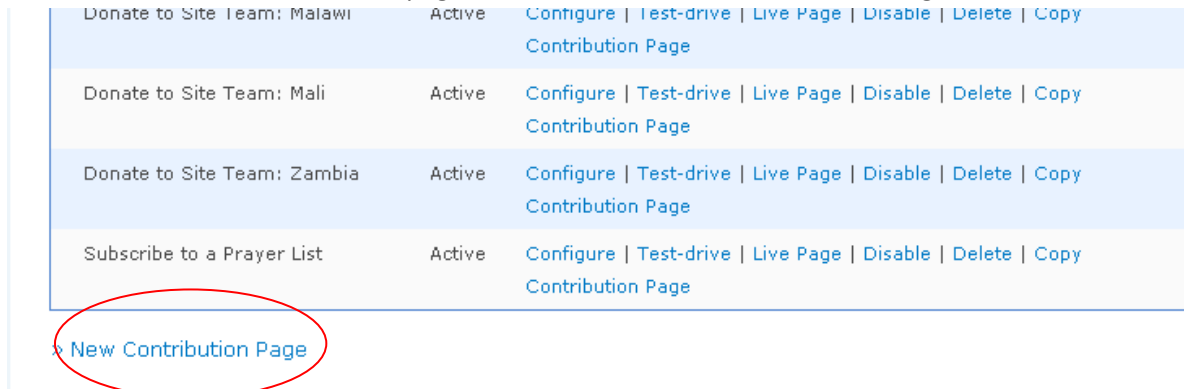 Donate to Site Team: Malawi Active Configure | Test-drive | Live Page | Disable | Delete | Copy
Contribution Page
Donate to Site Team: Mali Active Configure | Test-drive | Live Page | Disable | Delete | Copy
Contribution Page
Donate to Site Team: Zambia Active Configure | Test-drive | Live Page | Disable | Delete | Copy
Contribution Page
Subscribe to a Prayer List Active Configure | Test-drive | Live Page | Disable | Delete | Copy
Contribution Page
» New Contribution Page